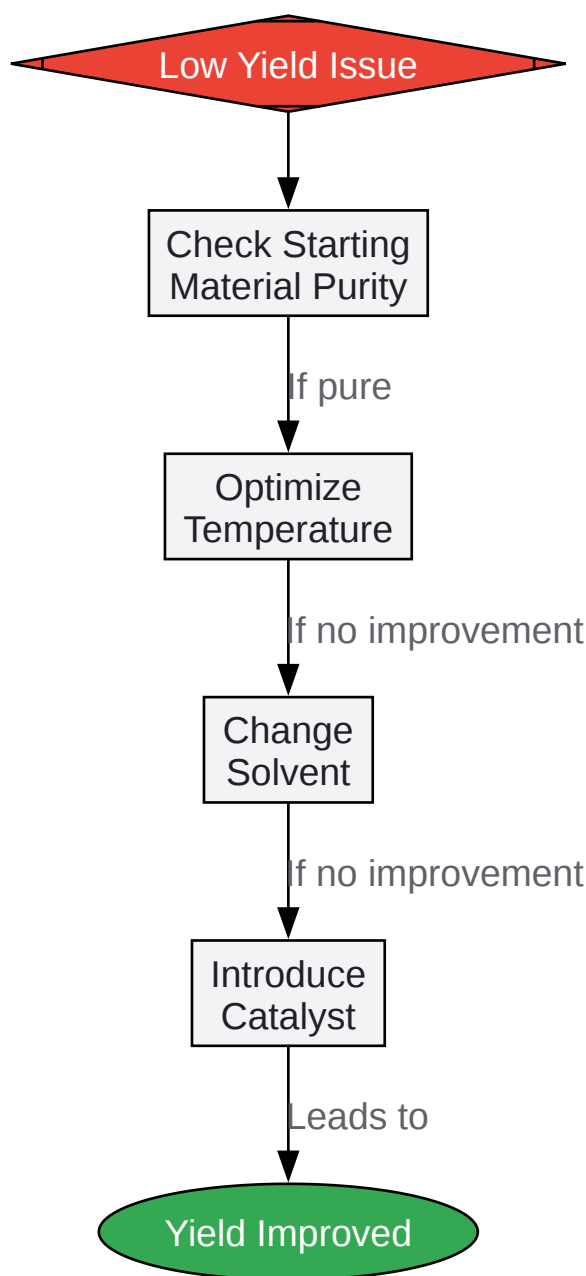 Low Yield Issue
Check Starting
Material Purity
If pure
Optimize
Temperature
If no improvement
Change
Solvent
If no improvement
Introduce
Catalyst
Leads to
Yield Improved